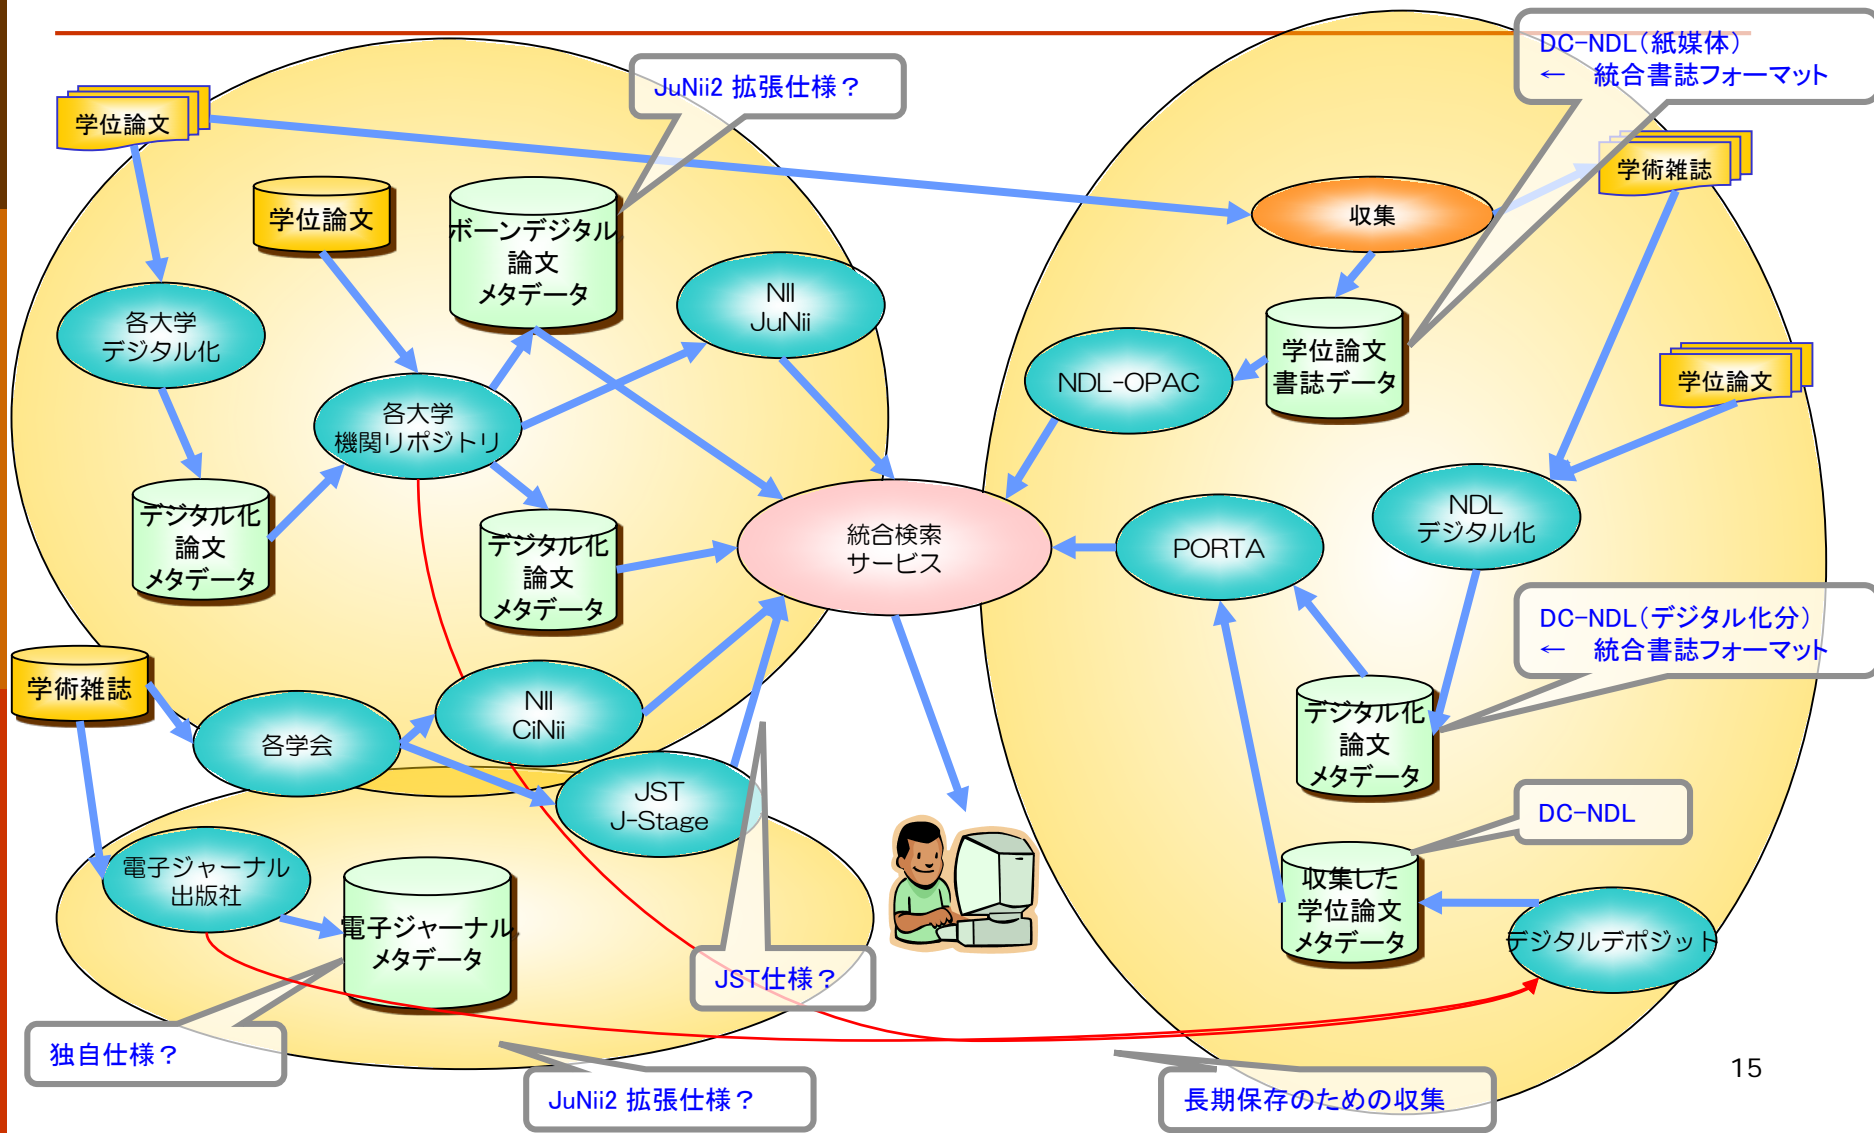 DC-NDL（紙媒体）
←　統合書誌フォーマット
JuNii2 拡張仕様？
学位論文
学術雑誌
学位論文
ボーンデジタル
論文
メタデータ
収集
NII
JuNii
各大学
デジタル化
学位論文
書誌データ
NDL-OPAC
学位論文
各大学
機関リポジトリ
NDL
デジタル化
デジタル化
論文
メタデータ
デジタル化
論文
メタデータ
統合検索
サービス
PORTA
DC-NDL（デジタル化分）
←　統合書誌フォーマット
学術雑誌
NII
CiNii
各学会
デジタル化
論文
メタデータ
JST
J-Stage
DC-NDL
電子ジャーナル
出版社
電子ジャーナル
メタデータ
収集した
学位論文
メタデータ
デジタルデポジット
JST仕様？
独自仕様？
JuNii2 拡張仕様？
長期保存のための収集
15